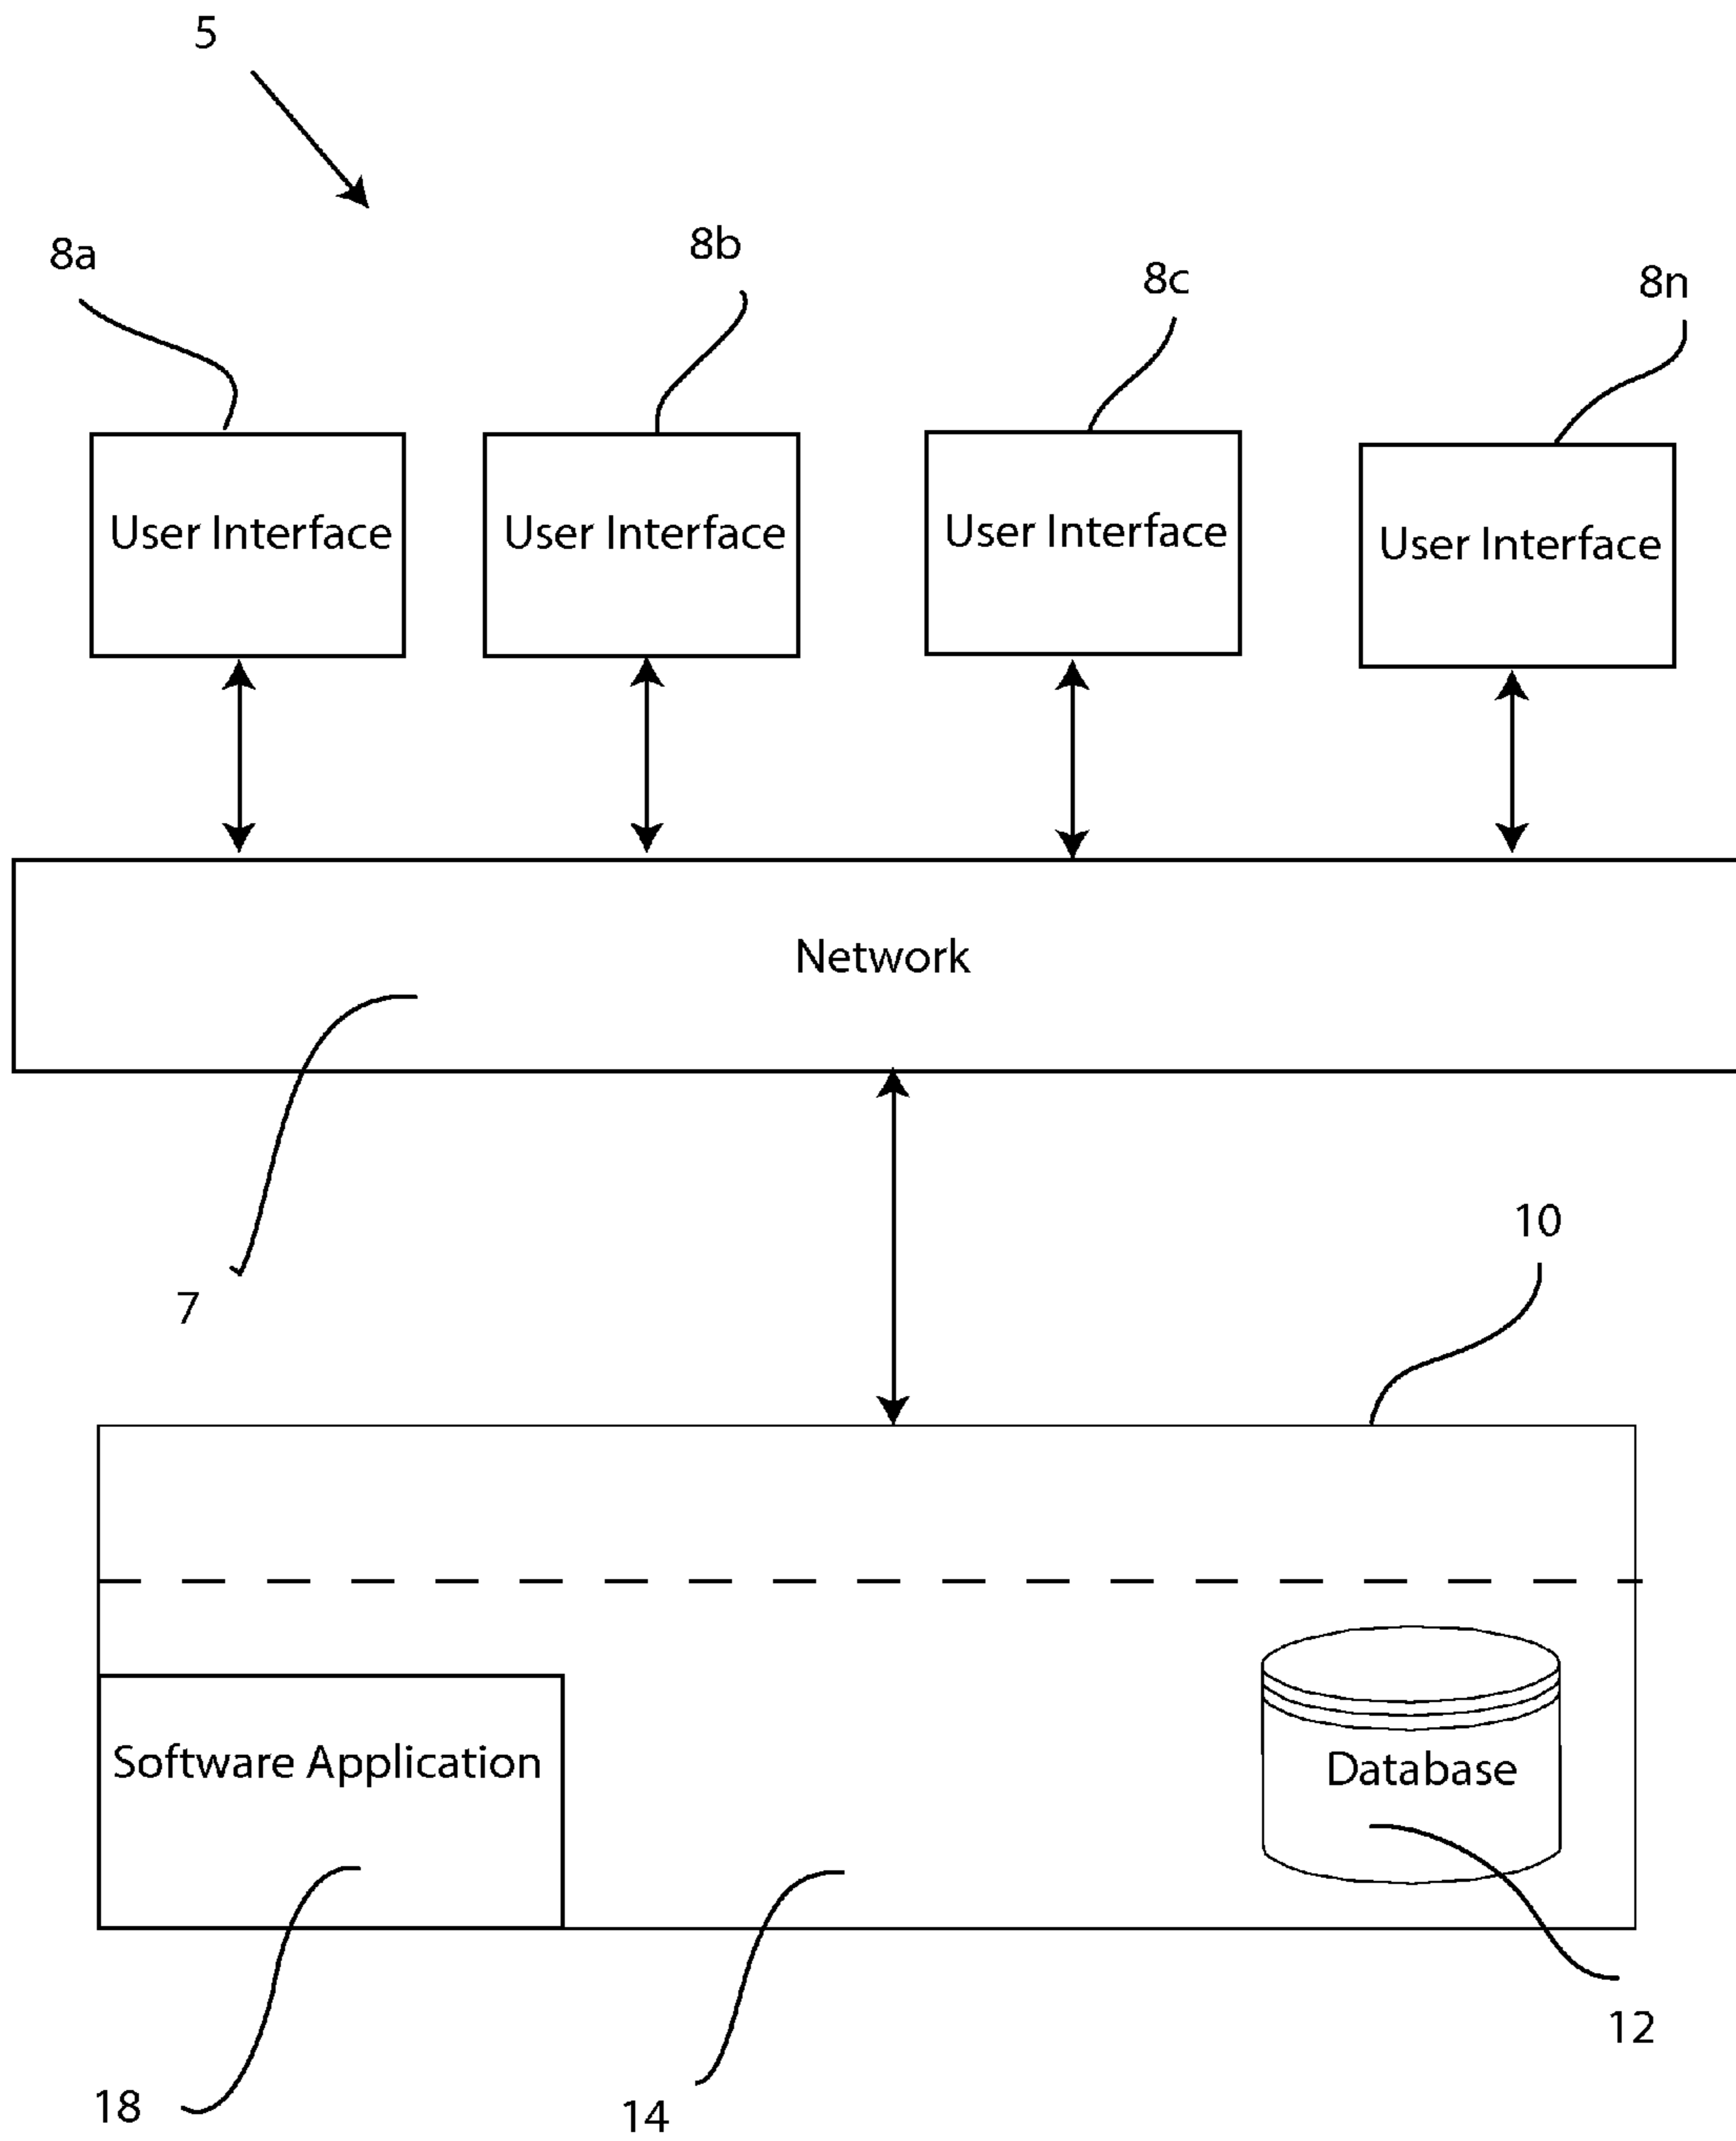 5
8a
8b
8c
8n
User Interface
User Interface
User Interface
User Interface
Network
10
7
Software Application
Database
12
18
14